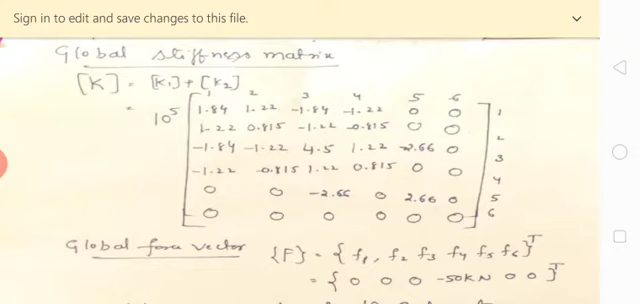 Sign in to edit and save changes to this file.
Global stiffness matrix
[K] = [K1] + [K2]
1 2 3 4 5 6
= 10^5 [ 1.84 1.22 -1.84 -1.22 0 0 ] 1
1.22 0.815 -1.22 -0.815 0 0 2
-1.84 -1.22 4.5 1.22 -2.66 0 3
-1.22 -0.815 1.22 0.815 0 0 4
0 0 -2.66 0 2.66 0 5
0 0 0 0 0 0 6
Global force vector {F} = { f1, f2 f3 f4 f5 f6 }^T
= { 0 0 0 -50KN 0 0 }^T